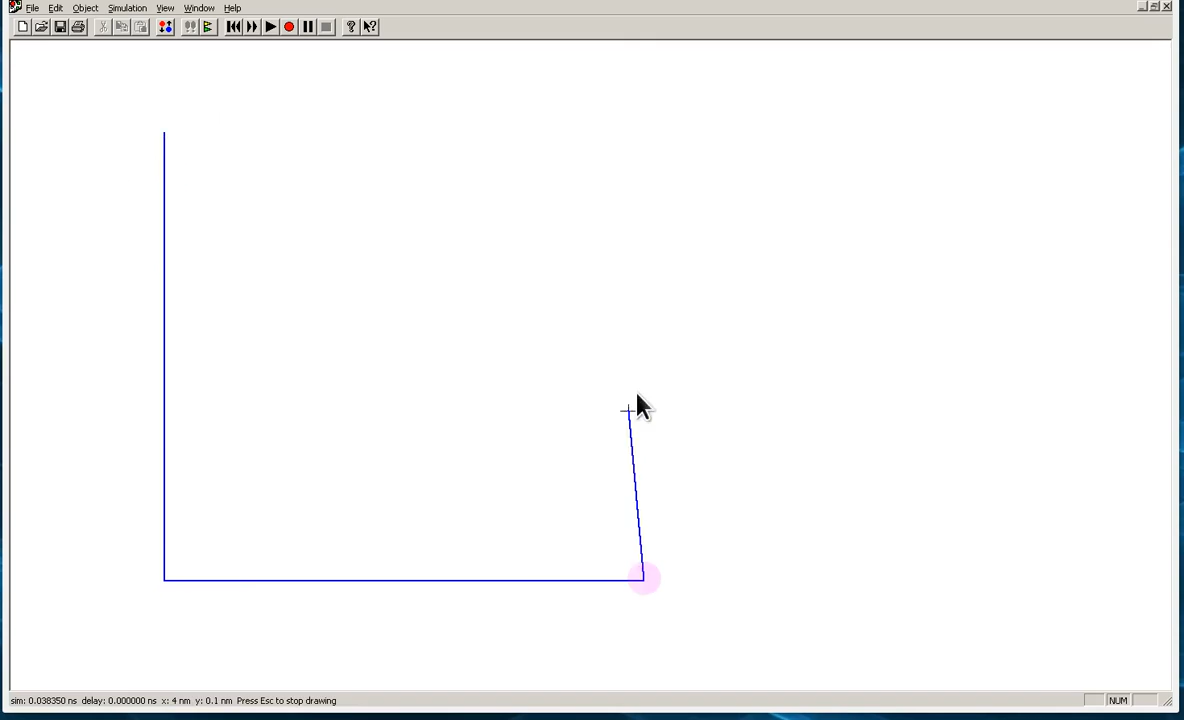 File Edit Object Simulation View Window Help
sim: 0.038350 ns delay: 0.000000 ns x: 4 nm y: 0.1 nm Press Esc to stop drawing
NUM